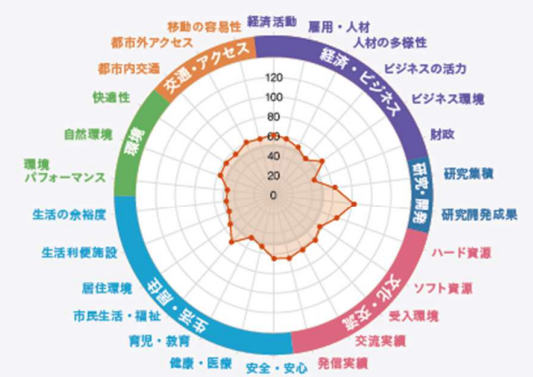 経済活動
雇用・人材
人材の多様性
ビジネスの活力
ビジネス環境
財政
研究集積
研究開発成果
ハード資源
ソフト資源
受入環境
交流実績
発信実績
安全・安心
健康・医療
育児・教育
市民生活・福祉
居住環境
生活利便施設
生活の余裕度
環境
パフォーマンス
自然環境
快適性
都市内交通
都市外アクセス
移動の容易性
経済・ビジネス
研究・開発
文化・交流
生活・居住
環境
交通・アクセス
120
100
80
60
40
20
0